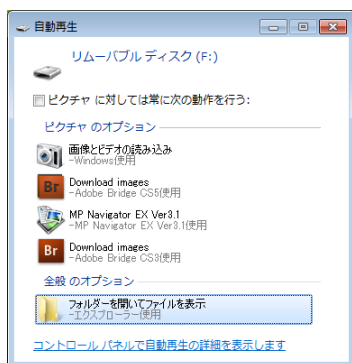 自動再生
リムーバブル ディスク (F:)
ピクチャ に対しては常に次の動作を行う:
ピクチャ のオプション
画像とビデオの読み込み
-Windows使用
Br
Download images
-Adobe Bridge CS5使用
MP Navigator EX Ver3.1
-MP Navigator EX Ver3.1使用
Br
Download images
-Adobe Bridge CS3使用
全般 のオプション
フォルダーを開いてファイルを表示
-エクスプローラー使用
コントロール パネルで自動再生の詳細を表示します